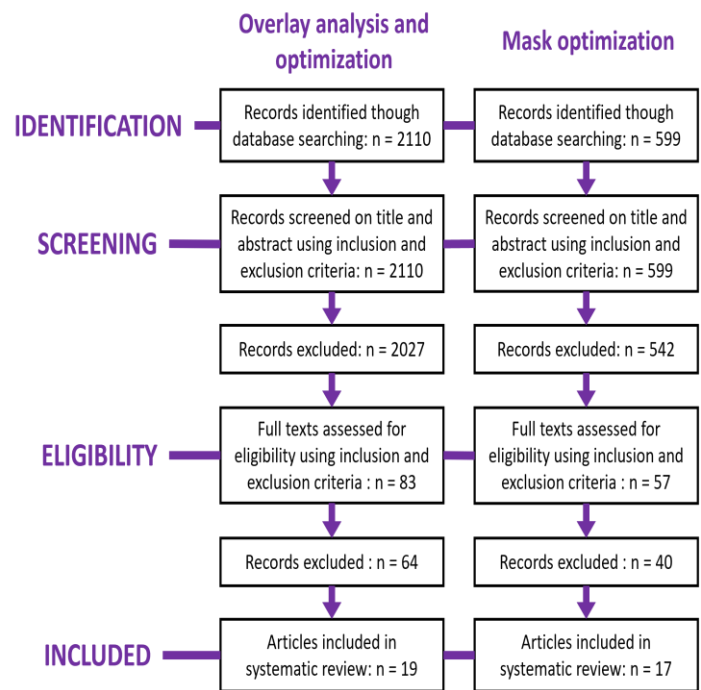 Overlay analysis and
optimization
Mask optimization
IDENTIFICATION
Records identified though
database searching: n = 2110
Records identified though
database searching: n = 599
SCREENING
Records screened on title and
abstract using inclusion and
exclusion criteria: n = 2110
Records screened on title and
abstract using inclusion and
exclusion criteria: n = 599
Records excluded: n = 2027
Records excluded: n = 542
ELIGIBILITY
Full texts assessed for
eligibility using inclusion and
exclusion criteria : n = 83
Full texts assessed for
eligibility using inclusion and
exclusion criteria : n = 57
Records excluded : n = 64
Records excluded : n = 40
INCLUDED
Articles included in
systematic review: n = 19
Articles included in
systematic review: n = 17